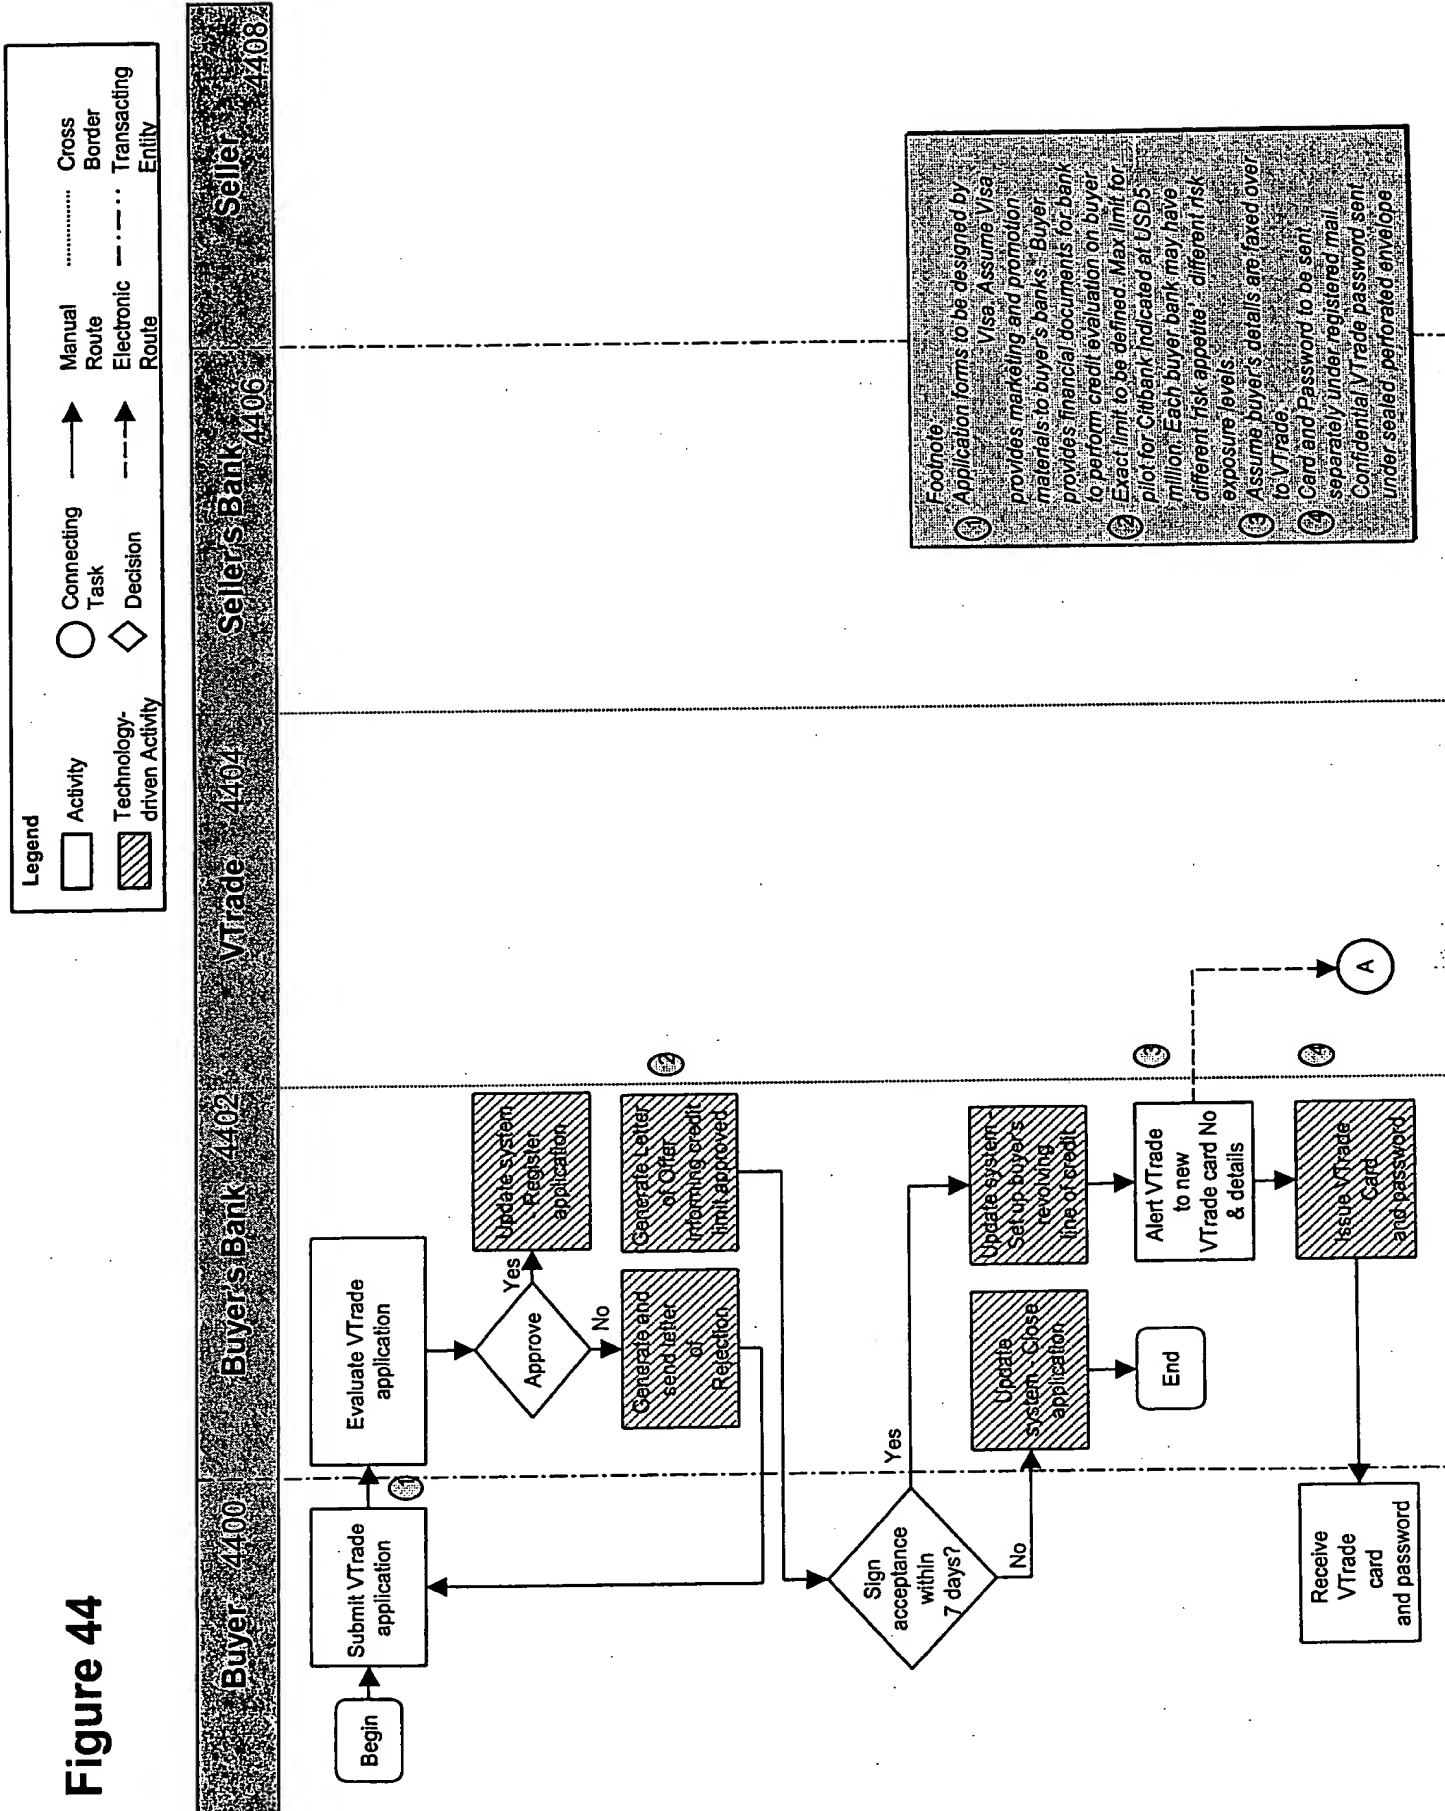 Figure 44
Legend
Activity
Technology-
driven Activity
Connecting
Task
Decision
Manual
Route
Electronic
Route
Cross
Border
Transacting
Entity
Buyer 4400
Buyer's Bank 4402
VTrade 4404
Seller's Bank 4406
Seller 4408
Begin
Submit VTrade
application
1
Evaluate VTrade
application
Approve
Yes
No
Update system
- Register
application
Generate and
send letter
of
Rejection
Generate Letter
of Offer
Informing credit
limit approved
2
Sign
acceptance
within
7 days?
Yes
No
Update system -
Set up buyer's
revolving
line of credit
Update
system - Close
application
End
Alert VTrade
to new
VTrade card No
& details
3
A
Issue VTrade
Card
and password
4
Receive
VTrade
card
and password
Footnote
1 Application forms to be designed by
Visa. Assume Visa
provides marketing and promotion
materials to buyer's banks. Buyer
provides financial documents for bank
to perform credit evaluation on buyer
2 Exact limit to be defined. Max limit for
pilot for Citibank indicated at USD5
million. Each buyer bank may have
different 'risk appetite', different risk
exposure levels.
3 Assume buyer's details are faxed over
to VTrade.
4 Card and Password to be sent
separately under registered mail.
Confidential VTrade password sent
under sealed perforated envelope